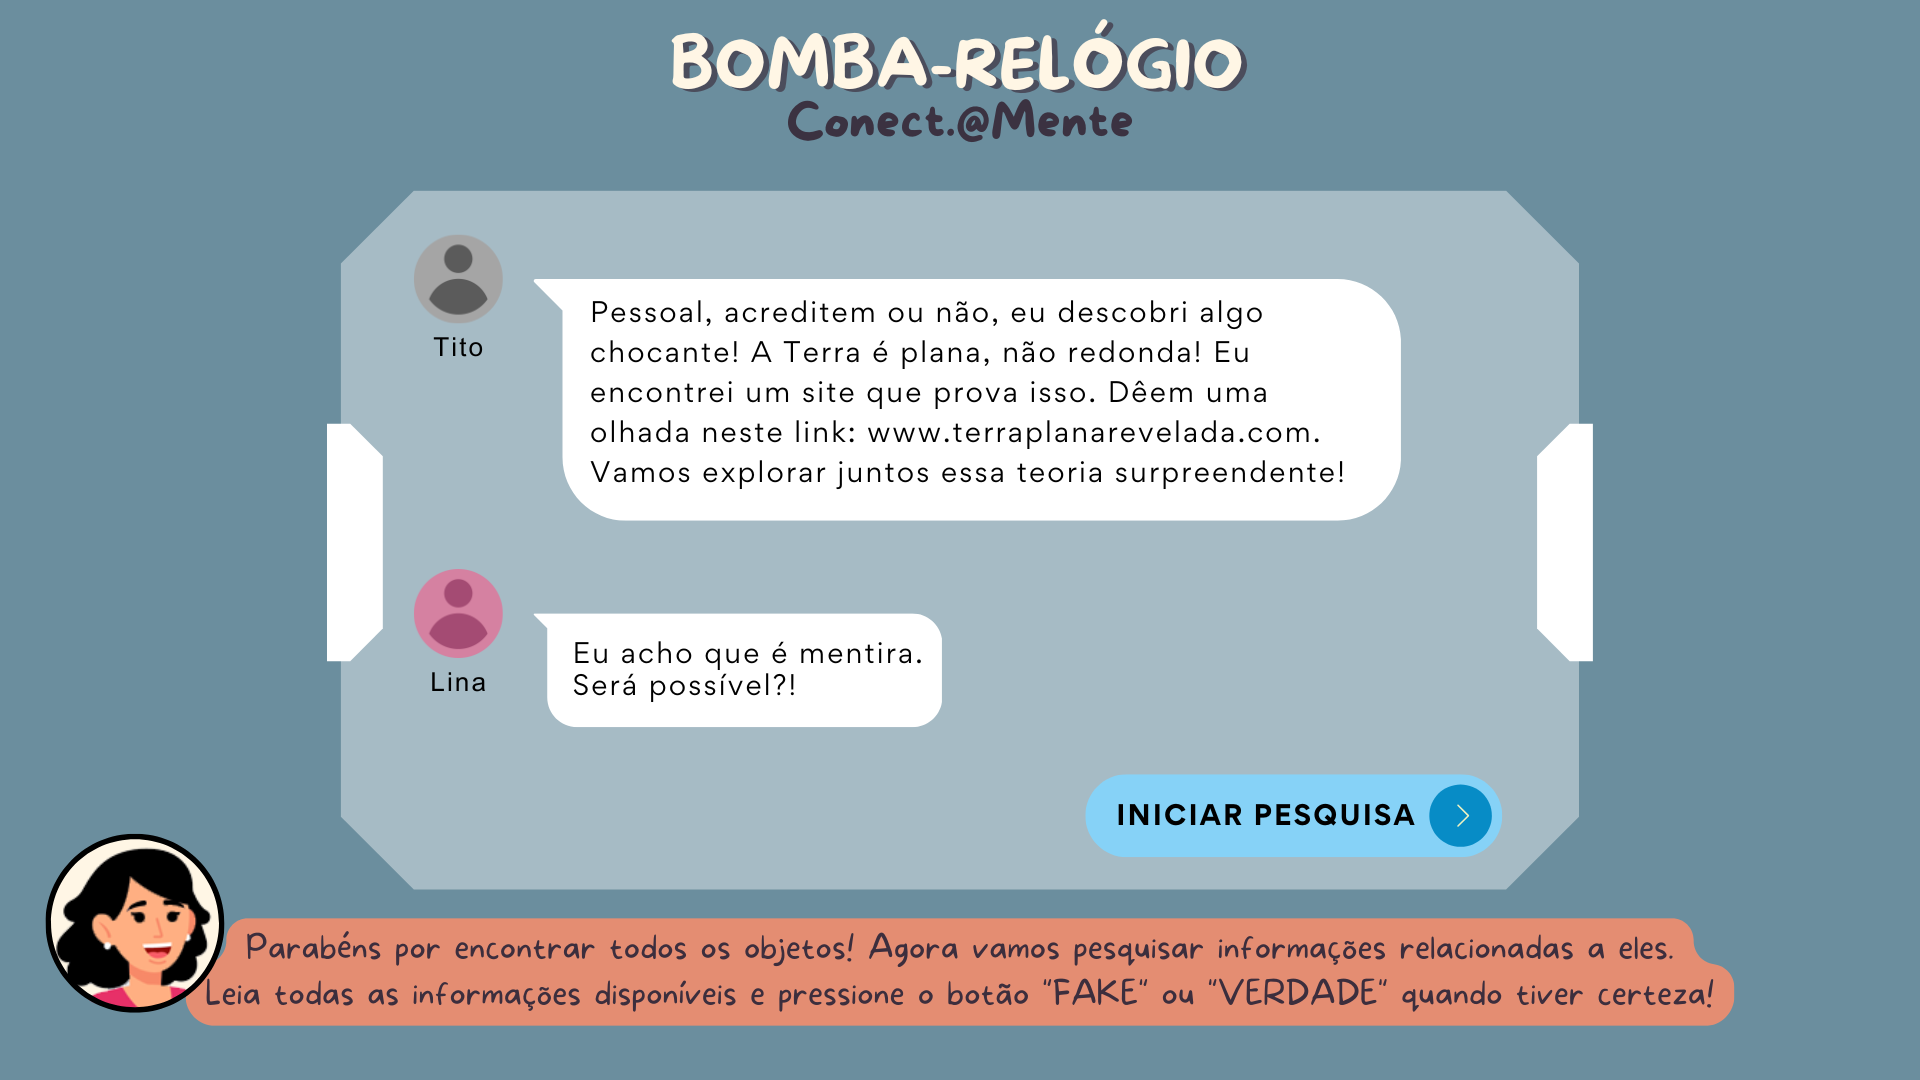 BOMBA-RELÓGIO
Conect.@Mente
Tito
Pessoal, acreditem ou não, eu descobri algo
chocante! A Terra é plana, não redonda! Eu
encontrei um site que prova isso. Dêem uma
olhada neste link: www.terraplanarevelada.com.
Vamos explorar juntos essa teoria surpreendente!
Lina
Eu acho que é mentira.
Será possível?!
INICIAR PESQUISA
Parabéns por encontrar todos os objetos! Agora vamos pesquisar informações relacionadas a eles.
Leia todas as informações disponíveis e pressione o botão "FAKE" ou "VERDADE" quando tiver certeza!